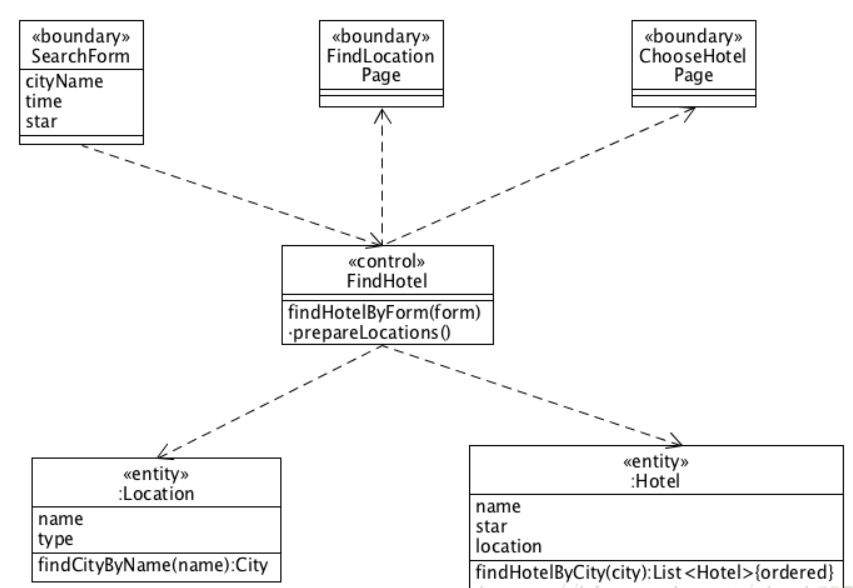 «boundary»
SearchForm
cityName
time
star
«boundary»
FindLocation
Page
«boundary»
ChooseHotel
Page
«control»
FindHotel
findHotelByForm(form)
-prepareLocations()
«entity»
:Location
name
type
findCityByName(name):City
«entity»
:Hotel
name
star
location
findHotelByCity(city):List<Hotel>{ordered}